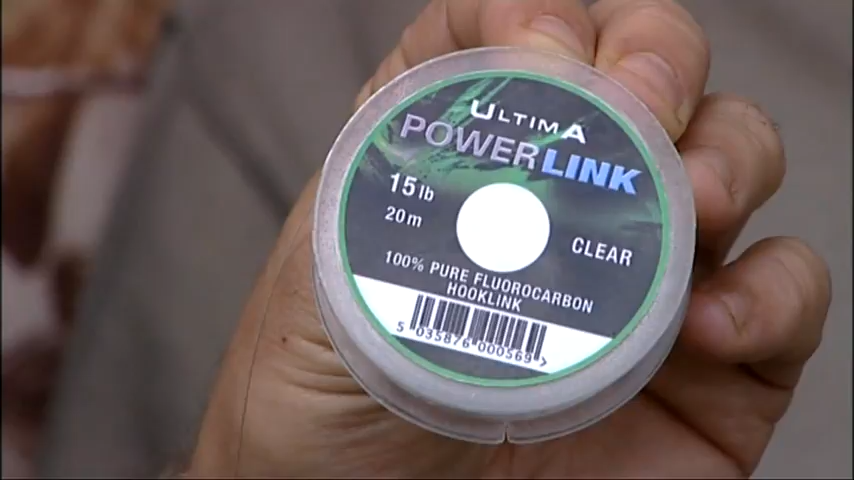 ULTIMA
POWERLINK
15lb
20m
CLEAR
100% PURE FLUOROCARBON
HOOKLINK
5 035876 000569 >